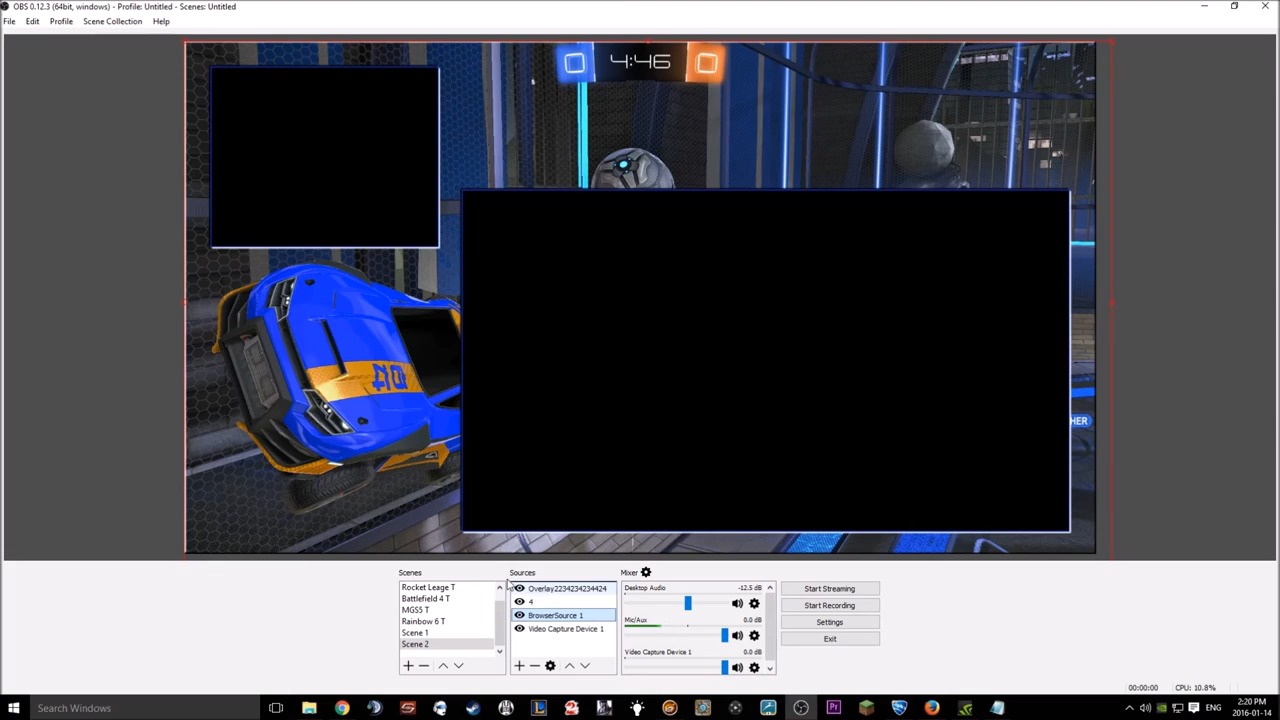 OBS 0.12.3 (64bit, windows) - Profile: Untitled - Scenes: Untitled
File Edit Profile Scene Collection Help
0 4:46 0
HER
Scenes
Rocket Leage T
Battlefield 4 T
MGS5 T
Rainbow 6 T
Scene 1
Scene 2
Sources
Overlay2234234234424
4
BrowserSource 1
Video Capture Device 1
Mixer
Desktop Audio -12.5 dB
Mic/Aux 0.0 dB
Video Capture Device 1 0.0 dB
Start Streaming
Start Recording
Settings
Exit
00:00:00 CPU: 10.8%
Search Windows
ENG
2:20 PM
2016-01-14